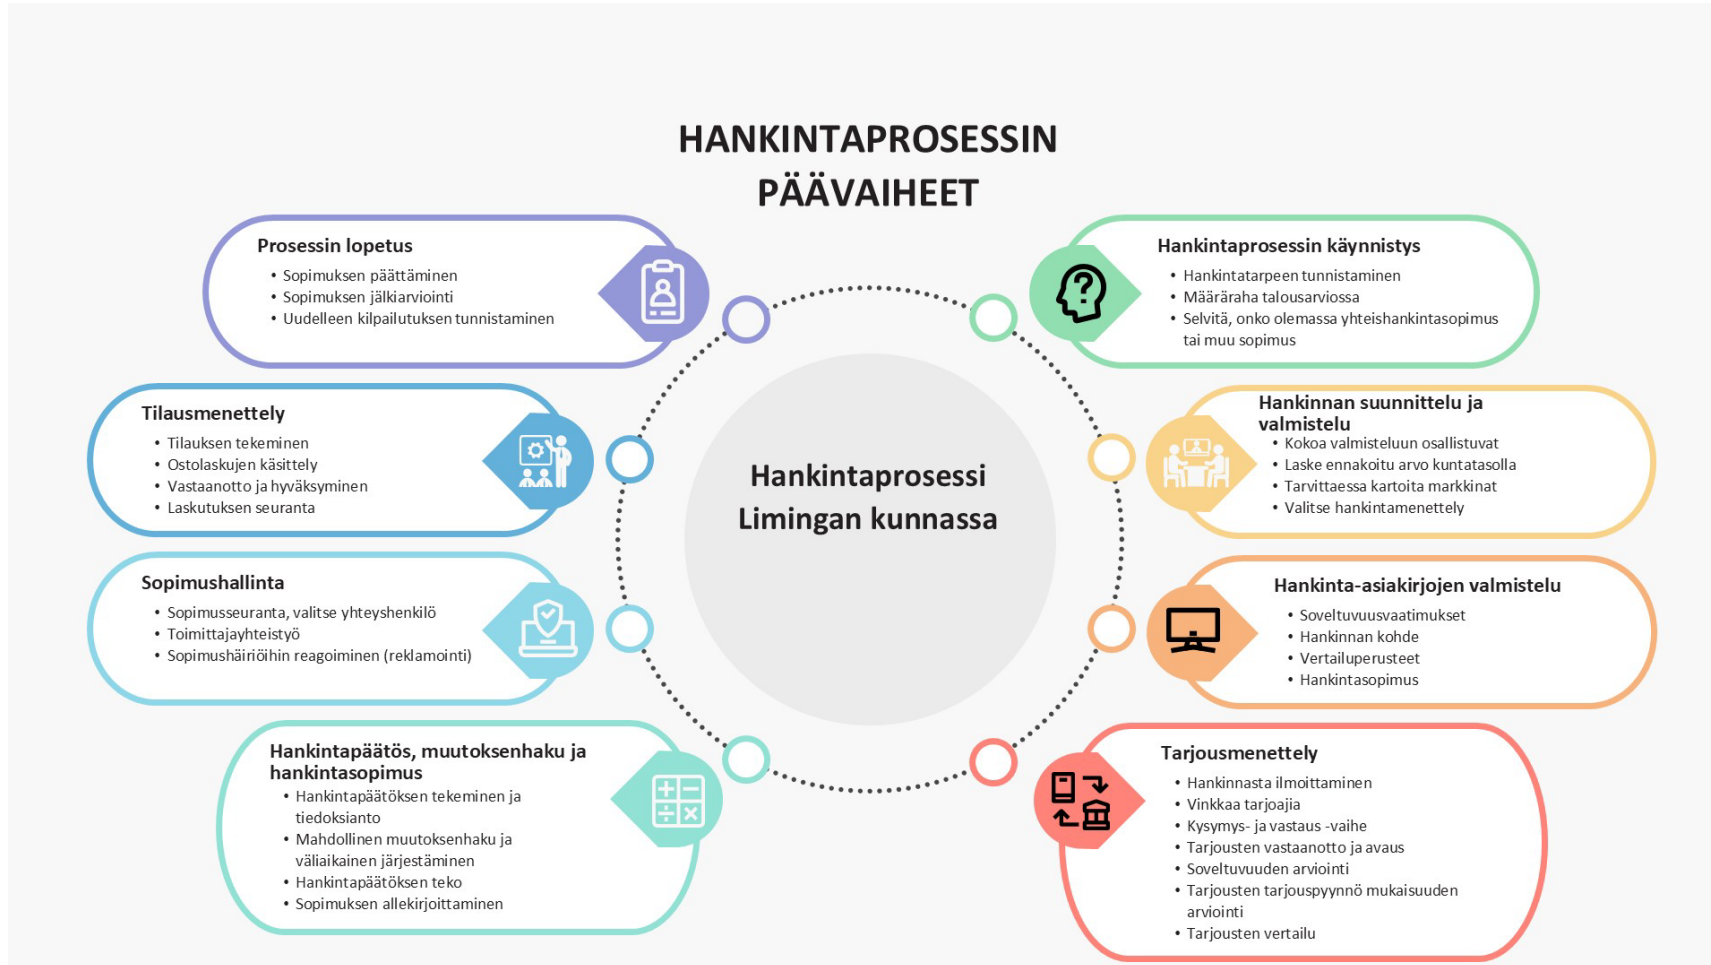 HANKINTAPROSESSIN
PÄÄVAIHEET
Hankintaprosessi
Limingan kunnassa
Hankintaprosessin käynnistys
• Hankintatarpeen tunnistaminen
• Määräraha talousarviossa
• Selvitä, onko olemassa yhteishankintasopimus
tai muu sopimus
Hankinnan suunnittelu ja
valmistelu
• Kokoa valmisteluun osallistuvat
• Laske ennakoitu arvo kuntatasolla
• Tarvittaessa kartoita markkinat
• Valitse hankintamenettely
Hankinta-asiakirjojen valmistelu
• Soveltuvuusvaatimukset
• Hankinnan kohde
• Vertailuperusteet
• Hankintasopimus
Tarjousmenettely
• Hankinnasta ilmoittaminen
• Vinkkaa tarjoajia
• Kysymys- ja vastaus -vaihe
• Tarjousten vastaanotto ja avaus
• Soveltuvuuden arviointi
• Tarjousten tarjouspyynnö mukaisuuden
arviointi
• Tarjousten vertailu
Hankintapäätös, muutoksenhaku ja
hankintasopimus
• Hankintapäätöksen tekeminen ja
tiedoksianto
• Mahdollinen muutoksenhaku ja
väliaikainen järjestäminen
• Hankintapäätöksen teko
• Sopimuksen allekirjoittaminen
Sopimushallinta
• Sopimusseuranta, valitse yhteyshenkilö
• Toimittajayhteistyö
• Sopimushäiriöihin reagoiminen (reklamointi)
Tilausmenettely
• Tilauksen tekeminen
• Ostolaskujen käsittely
• Vastaanotto ja hyväksyminen
• Laskutuksen seuranta
Prosessin lopetus
• Sopimuksen päättäminen
• Sopimuksen jälkiarviointi
• Uudelleen kilpailutuksen tunnistaminen